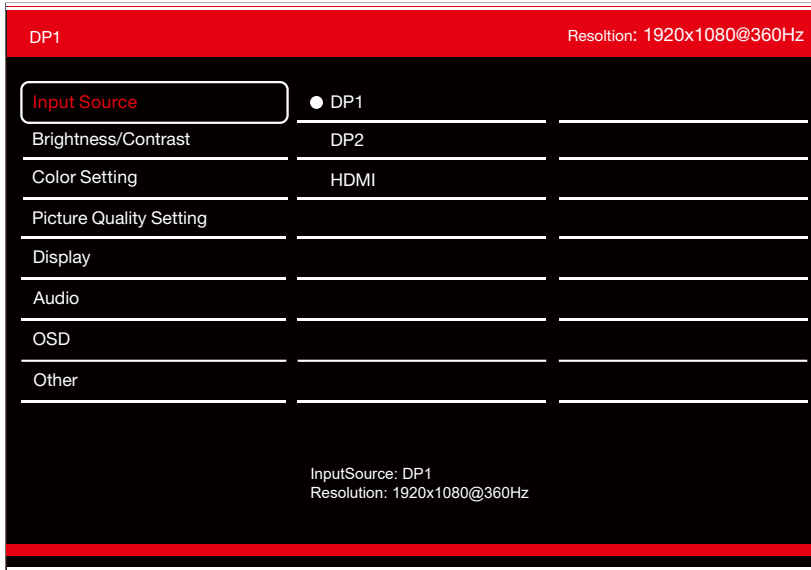 DP1
Resoltion: 1920x1080@360Hz
Input Source
DP1
Brightness/Contrast
DP2
Color Setting
HDMI
Picture Quality Setting
Display
Audio
OSD
Other
InputSource: DP1
Resolution: 1920x1080@360Hz